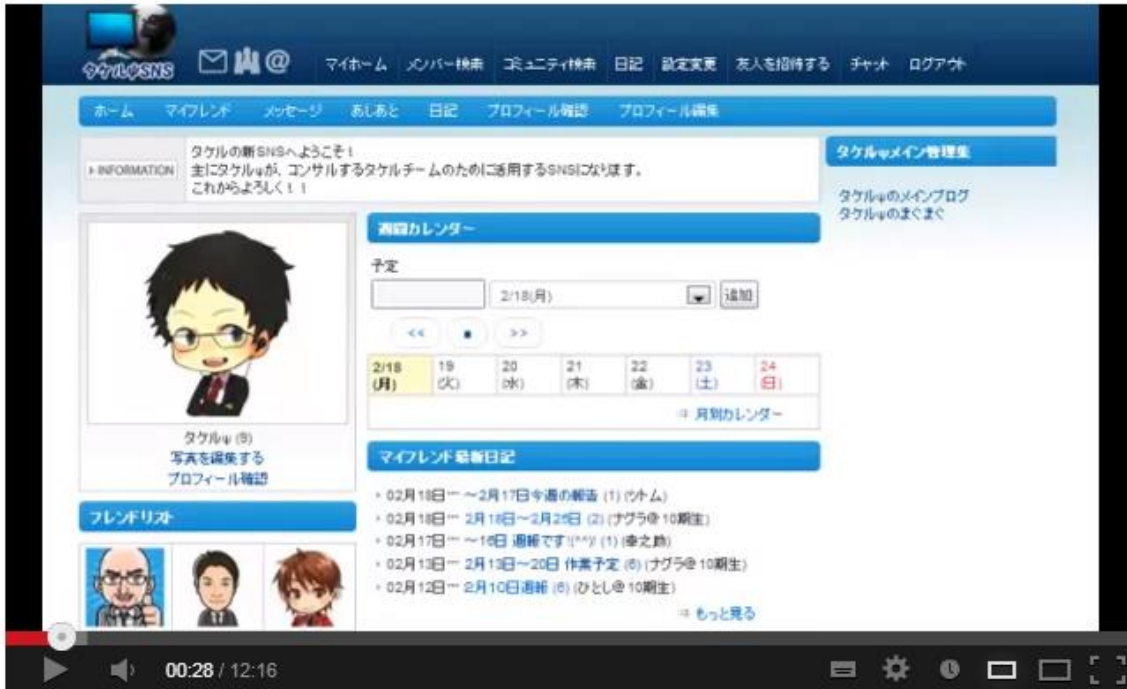 タケルψSNS
マイホーム メンバー検索 コミュニティ検索 日記 設定変更 友人を招待する チャット ログアウト
ホーム マイフレンド メッセージ あしあと 日記 プロフィール確認 プロフィール編集
INFORMATION
タケルの新SNSへようこそ!
主にタケルψが、コンサルするタケルチームのために活用するSNSになります。
これからよろしく!!
タケルψメイン管理集
タケルψのメインブログ
タケルψのまぐまぐ
タケルψ (9)
写真を編集する
プロフィール確認
フレンドリスト
週間カレンダー
予定
2/18(月) 追加
<< ■ >>
2/18 19 20 21 22 23 24
(月) (火) (水) (木) (金) (土) (日)
⇒ 月別カレンダー
マイフレンド最新日記
02月18日… ～2月17日今週の報告 (1) (ツトム)
02月18日… 2月18日～2月25日 (2) (ナグラ@10期生)
02月17日… ～16日 週報です!(^^)! (1) (幸之助)
02月13日… 2月13日～20日 作業予定 (6) (ナグラ@10期生)
02月12日… 2月10日週報 (6) (ひとし@10期生)
⇒ もっと見る
00:28 / 12:16